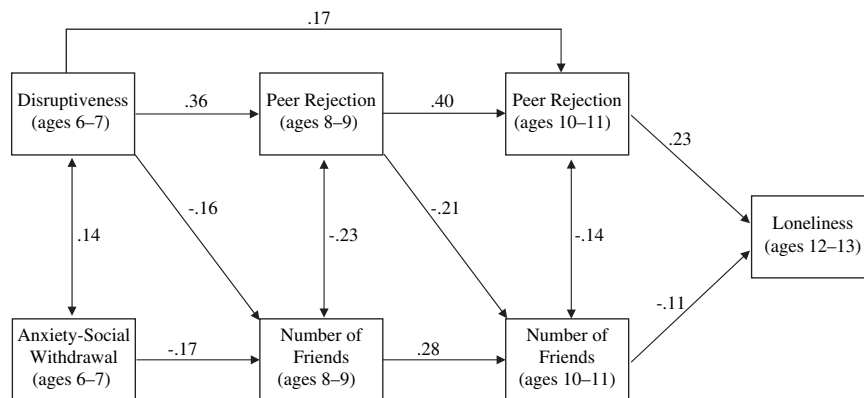 .17
Disruptiveness
(ages 6–7)
.36
Peer Rejection
(ages 8–9)
.40
Peer Rejection
(ages 10–11)
.23
-.16
-.21
.14
-.23
-.14
Loneliness
(ages 12–13)
-.11
Anxiety-Social
Withdrawal
(ages 6–7)
-.17
Number of
Friends
(ages 8–9)
.28
Number of
Friends
(ages 10–11)